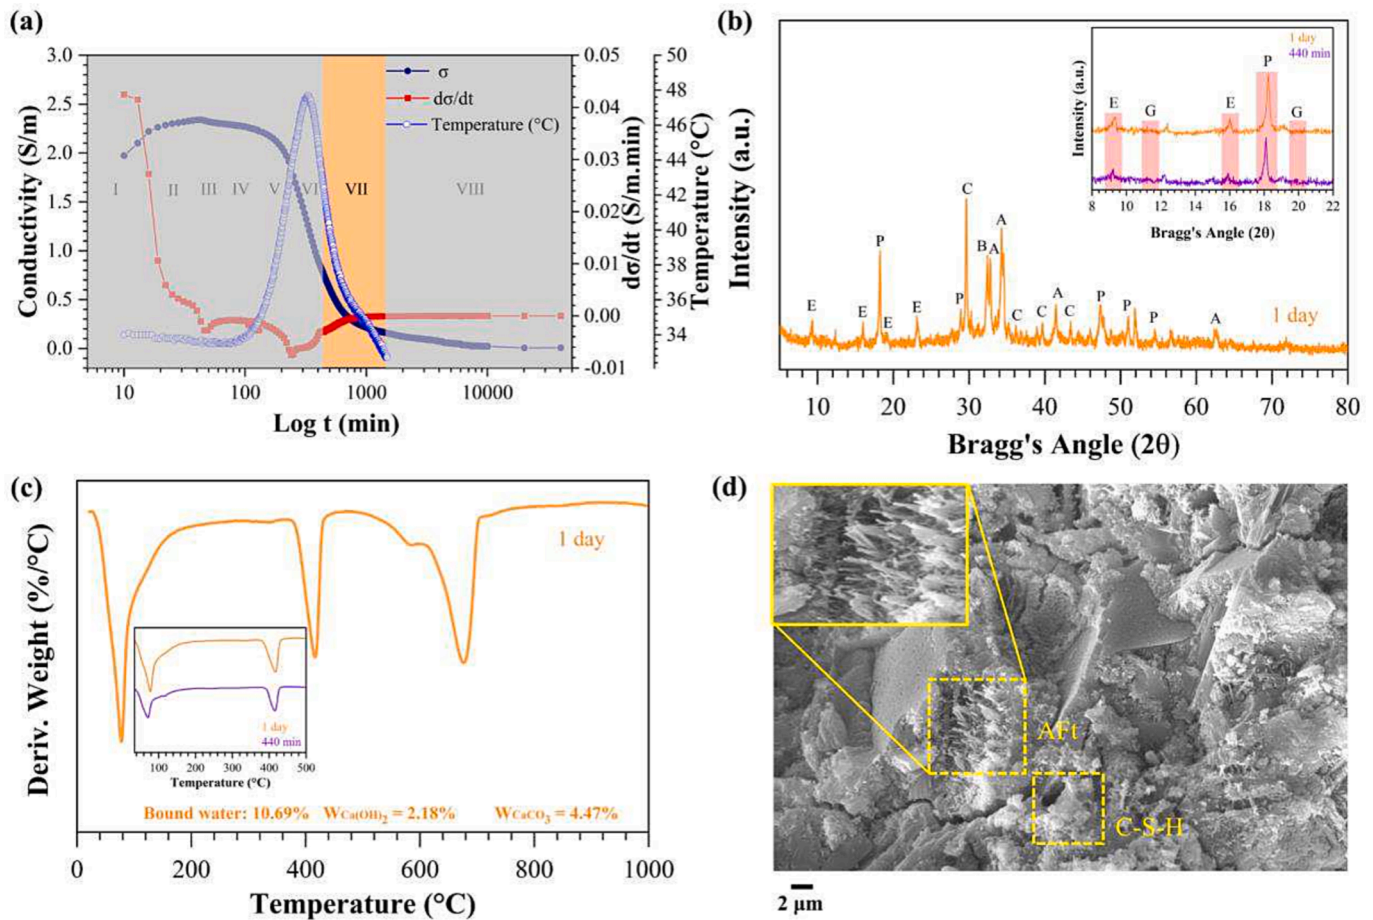 (a)
3.0
2.5
2.0
1.5
1.0
0.5
0.0
Conductivity (S/m)
10
100
1000
10000
Log t (min)
0.05
0.04
0.03
0.02
0.01
0.00
-0.01
dσ/dt (S/m.min)
50
48
46
44
42
40
38
36
34
Temperature (°C)
σ
dσ/dt
Temperature (°C)
I
II
III
IV
V
VI
VII
VIII
(b)
Intensity (a.u.)
E
E
P
E
E
P
C
B
A
A
C
C
A
C
P
P
P
A
1 day
10
20
30
40
50
60
70
80
Bragg's Angle (2θ)
1 day
440 min
Intensity (a.u.)
E
G
E
P
G
8
10
12
14
16
18
20
22
Bragg's Angle (2θ)
(c)
Deriv. Weight (%/°C)
1 day
1 day
440 min
100
200
300
400
500
Temperature (°C)
Bound water: 10.69% WCa(OH)2 = 2.18% WCaCO3 = 4.47%
0
200
400
600
800
1000
Temperature (°C)
(d)
AFt
C-S-H
2 μm